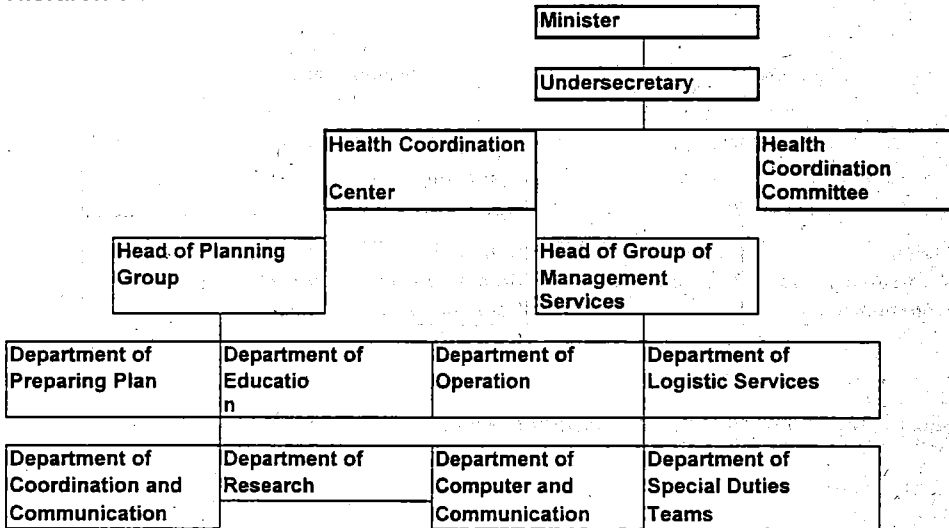 Minister
Undersecretary
Health Coordination
Center
Health
Coordination
Committee
Head of Planning
Group
Head of Group of
Management
Services
Department of
Preparing Plan
Department of
Educatio
n
Department of
Operation
Department of
Logistic Services
Department of
Coordination and
Communication
Department of
Research
Department of
Computer and
Communication
Department of
Special Duties
Teams